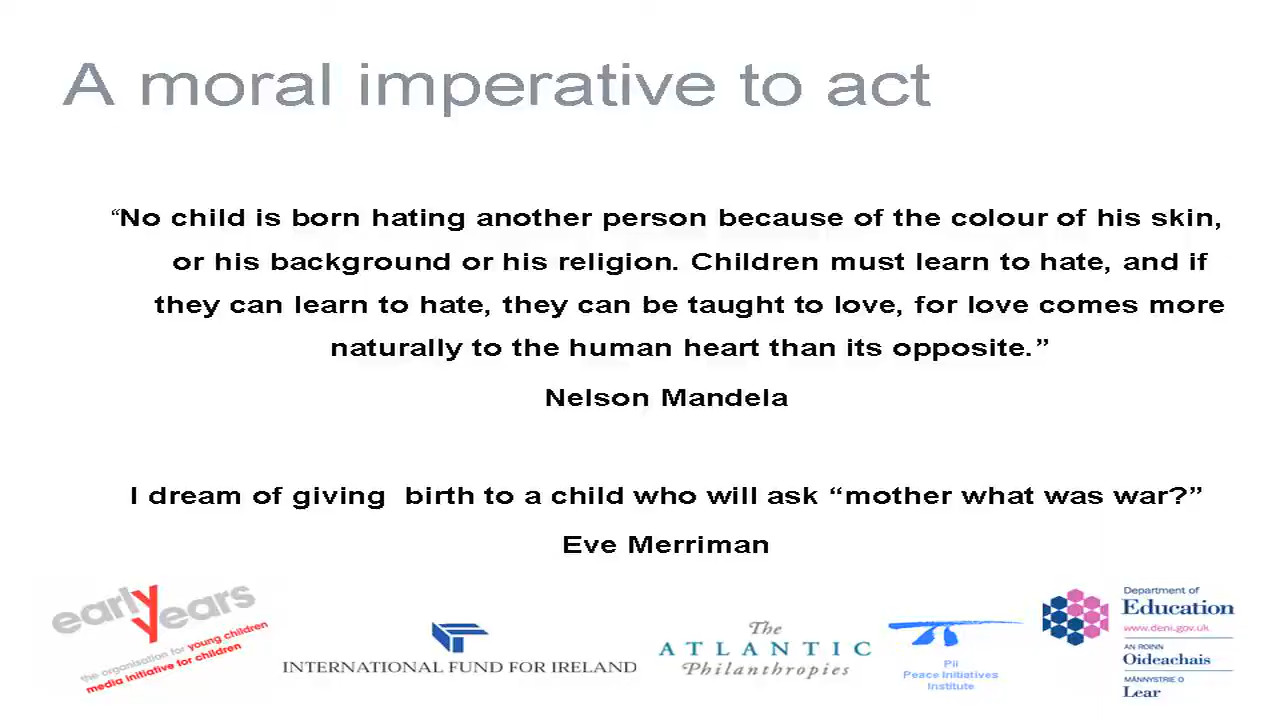 A moral imperative to act
“No child is born hating another person because of the colour of his skin,
or his background or his religion. Children must learn to hate, and if
they can learn to hate, they can be taught to love, for love comes more
naturally to the human heart than its opposite.”
Nelson Mandela
I dream of giving  birth to a child who will ask “mother what was war?”
Eve Merriman
early years
the organisation for young children
media initiative for children
INTERNATIONAL FUND FOR IRELAND
The
ATLANTIC
Philanthropies
Pii
Peace Initiatives
Institute
Department of
Education
www.deni.gov.uk
AN ROINN
Oideachais
MÄNNYSTRIE O
Lear